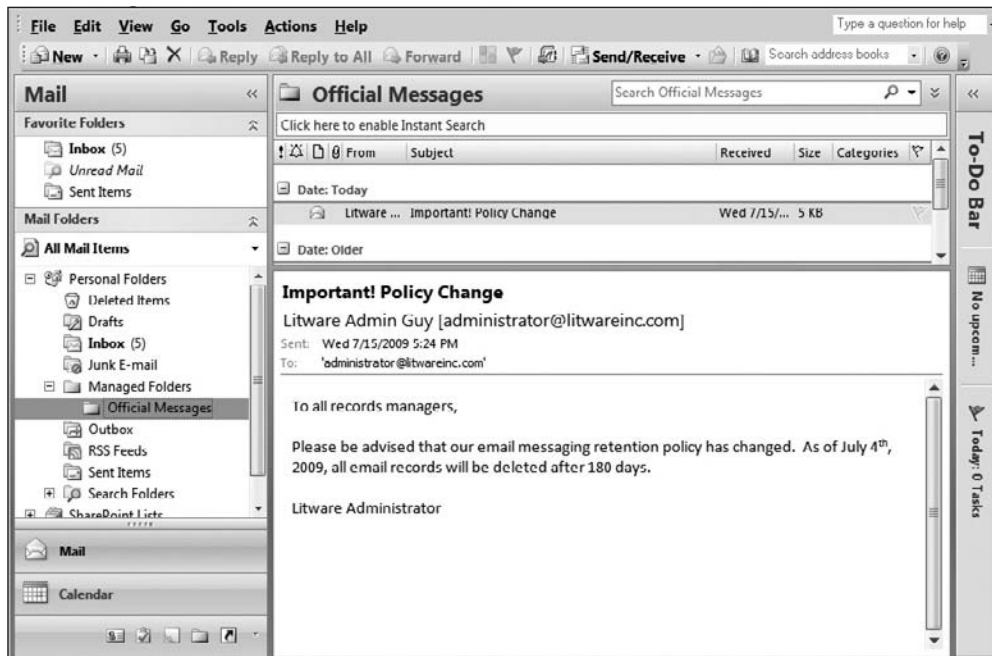 File Edit View Go Tools Actions Help
Type a question for help
New Reply Reply to All Forward Send/Receive Search address books
Mail
Favorite Folders
Inbox (5)
Unread Mail
Sent Items
Mail Folders
All Mail Items
Personal Folders
Deleted Items
Drafts
Inbox (5)
Junk E-mail
Managed Folders
Official Messages
Outbox
RSS Feeds
Sent Items
Search Folders
SharePoint Lists
Mail
Calendar
Official Messages
Search Official Messages
Click here to enable Instant Search
From Subject Received Size Categories
Date: Today
Litware ... Important! Policy Change Wed 7/15/... 5 KB
Date: Older
Important! Policy Change
Litware Admin Guy [administrator@litwareinc.com]
Sent: Wed 7/15/2009 5:24 PM
To: 'administrator@litwareinc.com'
To all records managers,
Please be advised that our email messaging retention policy has changed. As of July 4th,
2009, all email records will be deleted after 180 days.
Litware Administrator
To-Do Bar
No upcom...
Today: 0 Tasks